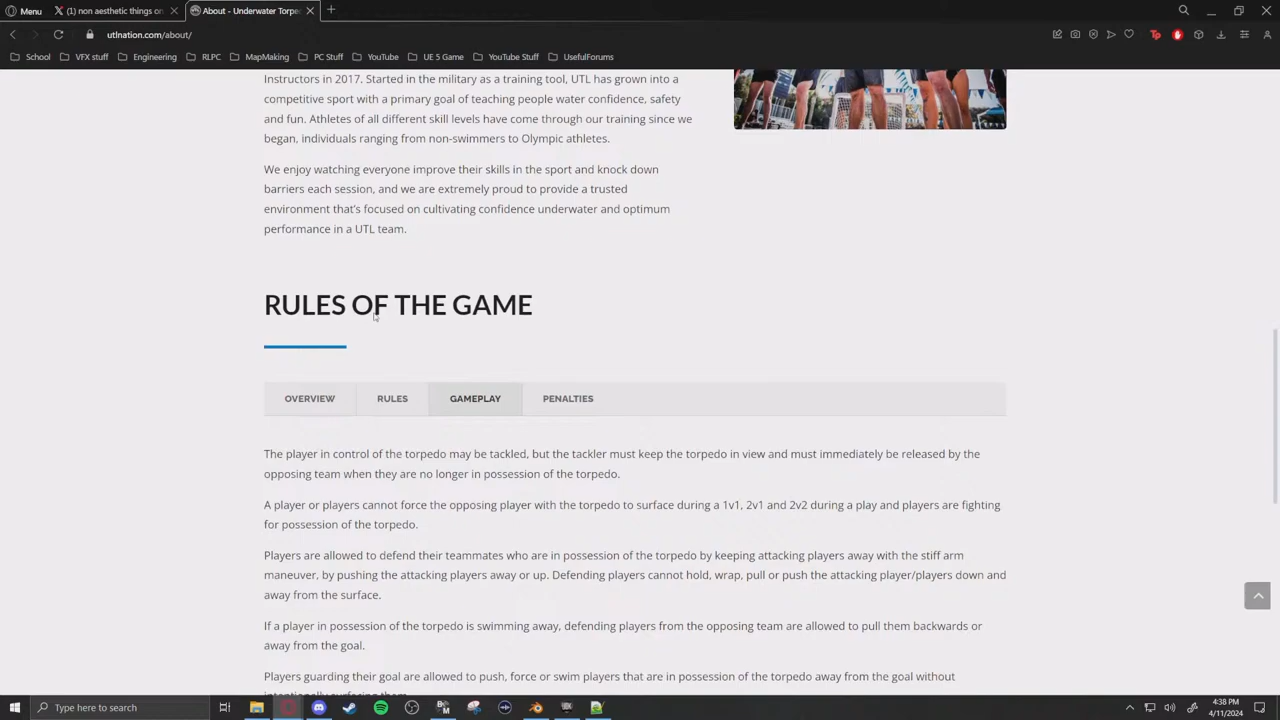 Menu
(1) non aesthetic things on
About - Underwater Torpe
utlnation.com/about/
School
VFX stuff
Engineering
RLPC
MapMaking
PC Stuff
YouTube
UE 5 Game
YouTube Stuff
UsefulForums
Instructors in 2017. Started in the military as a training tool, UTL has grown into a
competitive sport with a primary goal of teaching people water confidence, safety
and fun. Athletes of all different skill levels have come through our training since we
began, individuals ranging from non-swimmers to Olympic athletes.
We enjoy watching everyone improve their skills in the sport and knock down
barriers each session, and we are extremely proud to provide a trusted
environment that's focused on cultivating confidence underwater and optimum
performance in a UTL team.
RULES OF THE GAME
OVERVIEW
RULES
GAMEPLAY
PENALTIES
The player in control of the torpedo may be tackled, but the tackler must keep the torpedo in view and must immediately be released by the
opposing team when they are no longer in possession of the torpedo.
A player or players cannot force the opposing player with the torpedo to surface during a 1v1, 2v1 and 2v2 during a play and players are fighting
for possession of the torpedo.
Players are allowed to defend their teammates who are in possession of the torpedo by keeping attacking players away with the stiff arm
maneuver, by pushing the attacking players away or up. Defending players cannot hold, wrap, pull or push the attacking player/players down and
away from the surface.
If a player in possession of the torpedo is swimming away, defending players from the opposing team are allowed to pull them backwards or
away from the goal.
Players guarding their goal are allowed to push, force or swim players that are in possession of the torpedo away from the goal without
intentionally surfacing them.
Type here to search
4:38 PM
4/11/2024